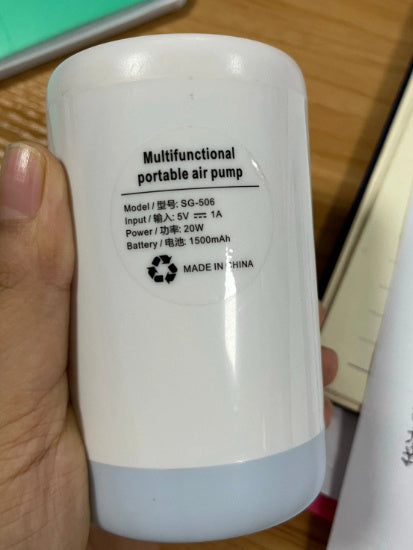 Multifunctional
portable air pump
Model / 型号: SG-506
Input / 输入: 5V ⎓ 1A
Power / 功率: 20W
Battery / 电池: 1500mAh
MADE IN CHINA